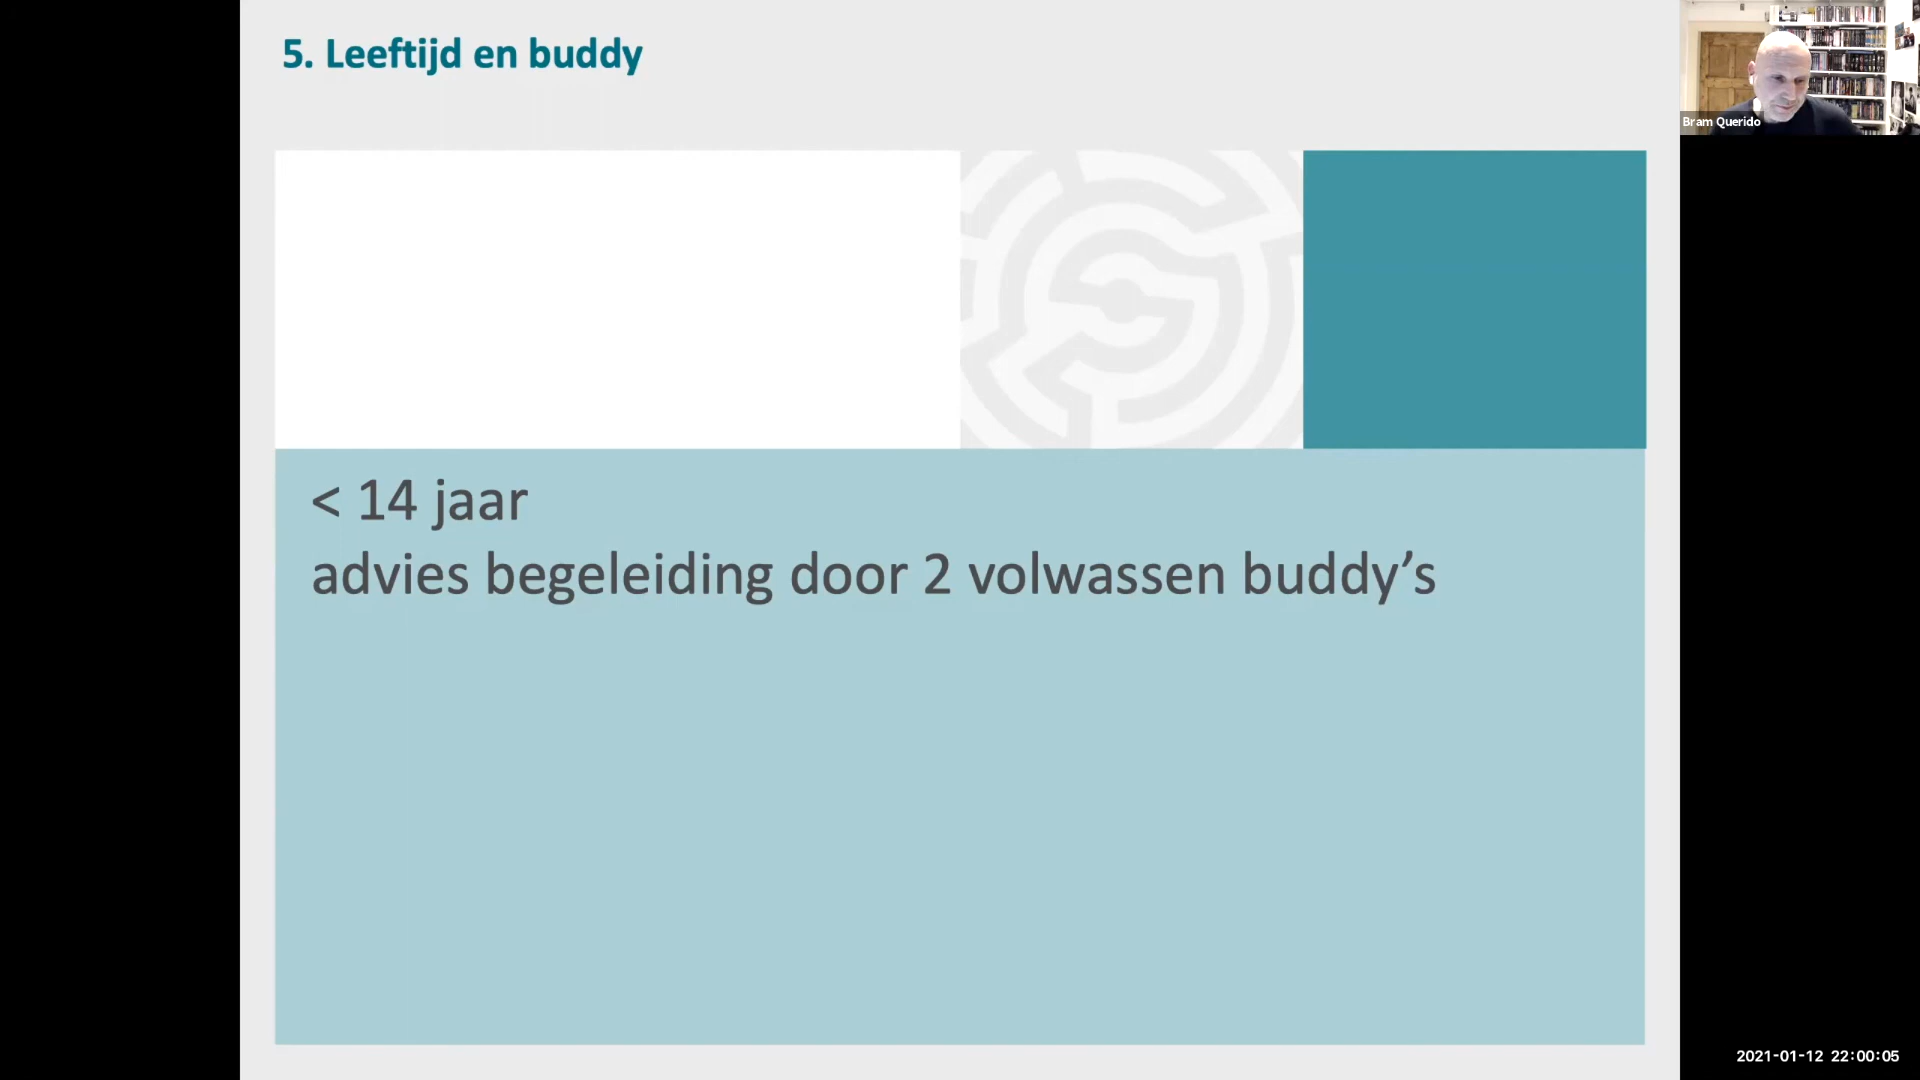 5. Leeftijd en buddy
Bram Querido
< 14 jaar
advies begeleiding door 2 volwassen buddy’s
2021-01-12 22:00:05